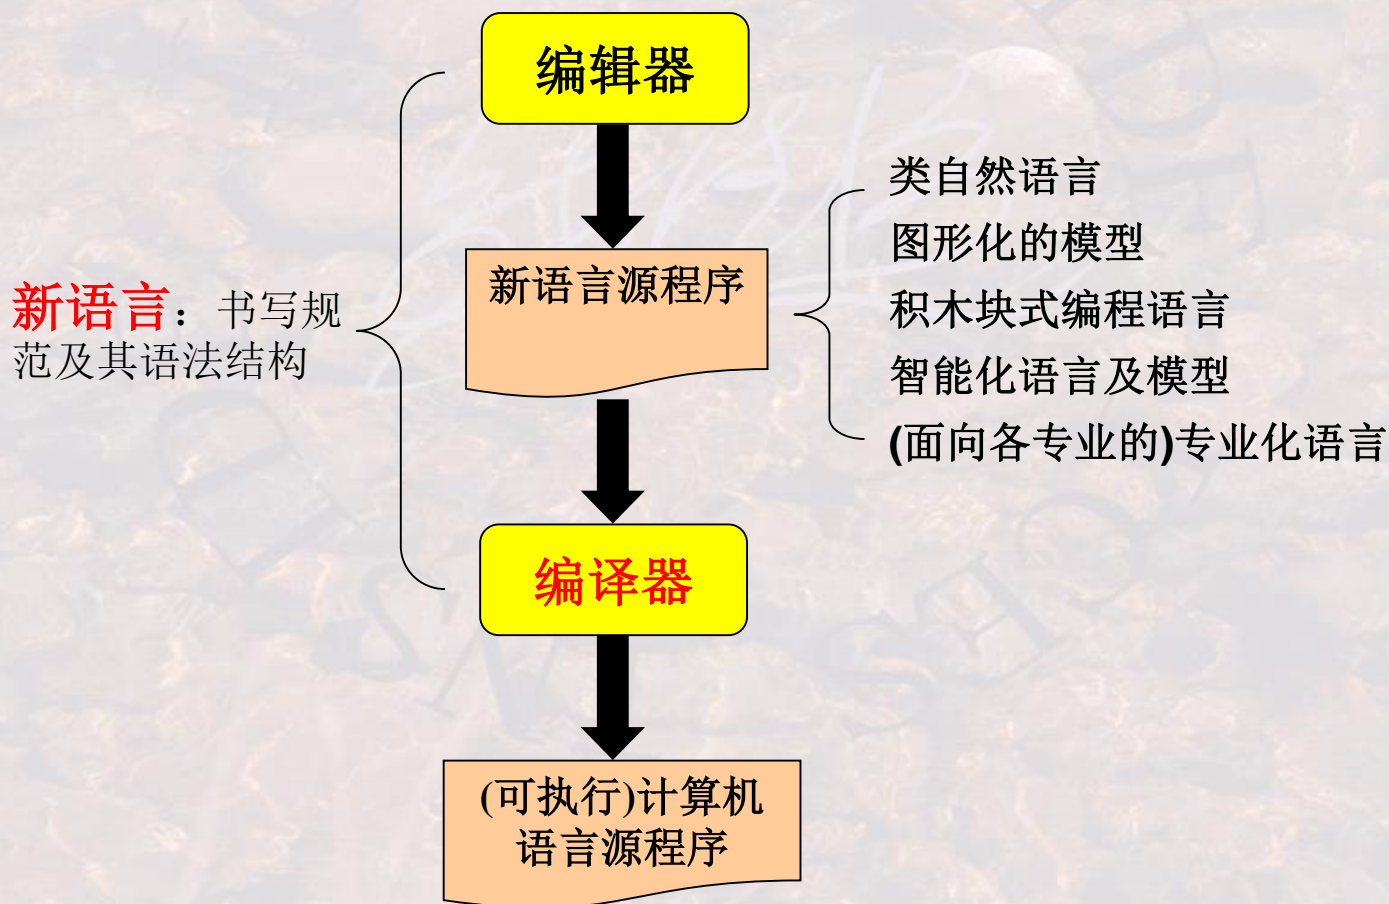 编辑器
类自然语言
图形化的模型
新语言源程序
新语言：书写规
范及其语法结构
积木块式编程语言
智能化语言及模型
(面向各专业的)专业化语言
编译器
(可执行)计算机
语言源程序